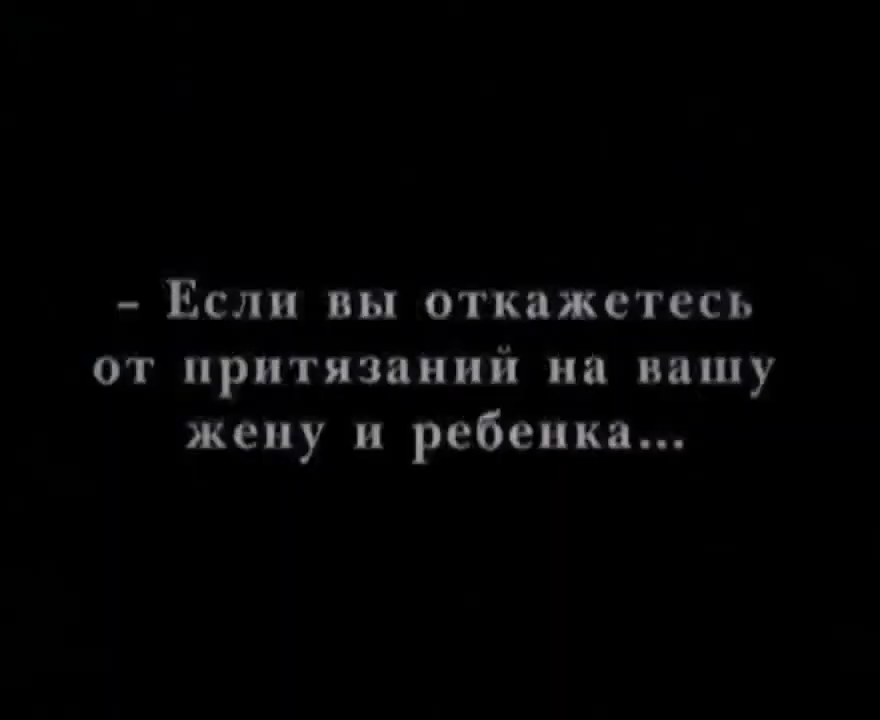 - Если вы откажетесь
от притязаний на вашу
жену и ребенка...